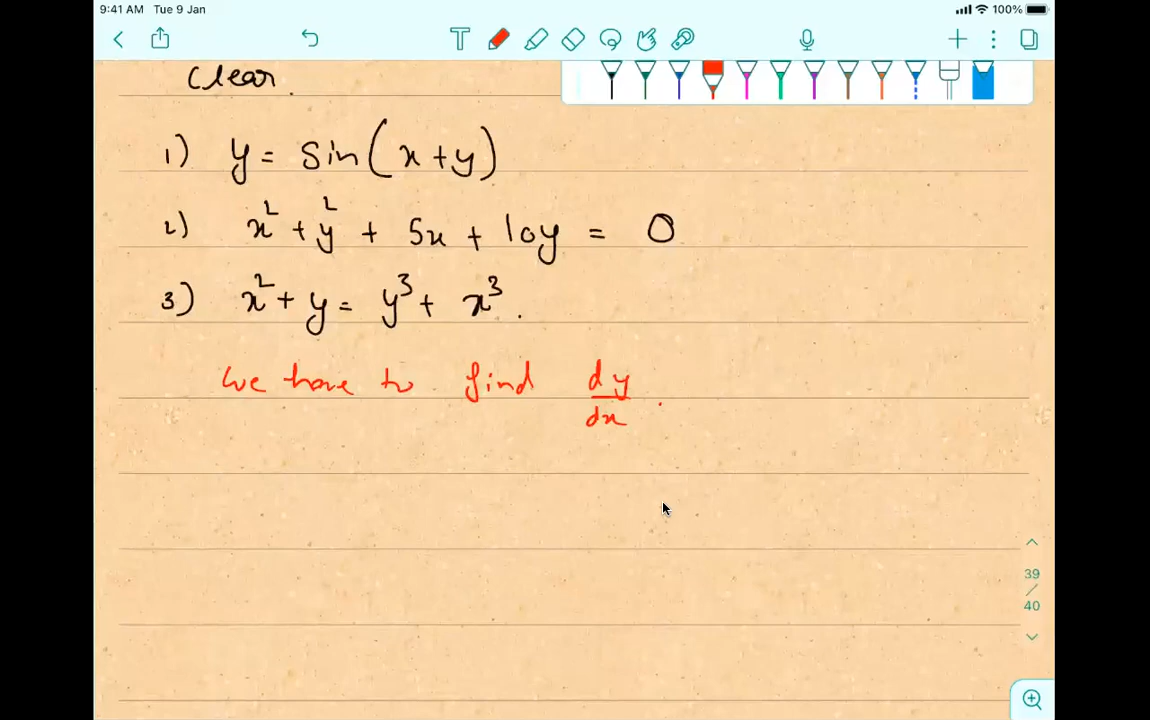 9:41 AM Tue 9 Jan
100%
Clear.
1) y = sin(x+y)
2) x² + y² + 5x + 10y = 0
3) x² + y = y³ + x³.
We have to find dy/dx.
39
/
40